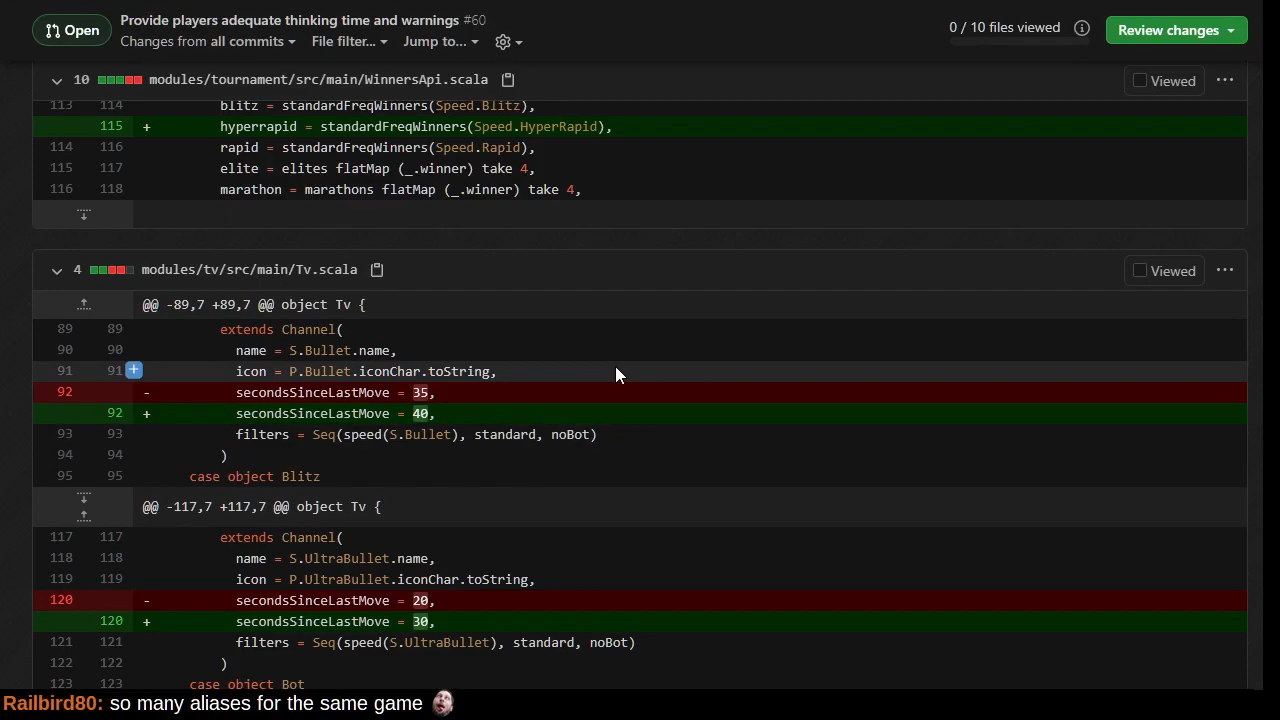 Open
Provide players adequate thinking time and warnings #60
Changes from all commits File filter... Jump to...
0 / 10 files viewed
Review changes
10 modules/tournament/src/main/WinnersApi.scala
Viewed
113 114 blitz = standardFreqWinners(Speed.Blitz),
115 + hyperrapid = standardFreqWinners(Speed.HyperRapid),
114 116 rapid = standardFreqWinners(Speed.Rapid),
115 117 elite = elites flatMap (_.winner) take 4,
116 118 marathon = marathons flatMap (_.winner) take 4,
4 modules/tv/src/main/Tv.scala
Viewed
@@ -89,7 +89,7 @@ object Tv {
89 89 extends Channel(
90 90 name = S.Bullet.name,
91 91 icon = P.Bullet.iconChar.toString,
92 - secondsSinceLastMove = 35,
92 + secondsSinceLastMove = 40,
93 93 filters = Seq(speed(S.Bullet), standard, noBot)
94 94 )
95 95 case object Blitz
@@ -117,7 +117,7 @@ object Tv {
117 117 extends Channel(
118 118 name = S.UltraBullet.name,
119 119 icon = P.UltraBullet.iconChar.toString,
120 - secondsSinceLastMove = 20,
120 + secondsSinceLastMove = 30,
121 121 filters = Seq(speed(S.UltraBullet), standard, noBot)
122 122 )
123 123 case object Bot
Railbird80: so many aliases for the same game